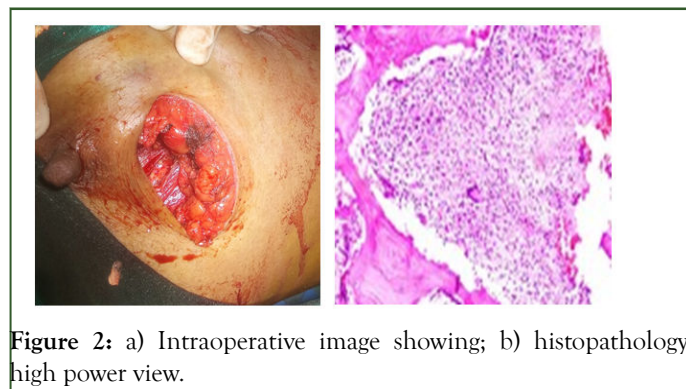 Figure 2: a) Intraoperative image showing; b) histopathology
high power view.